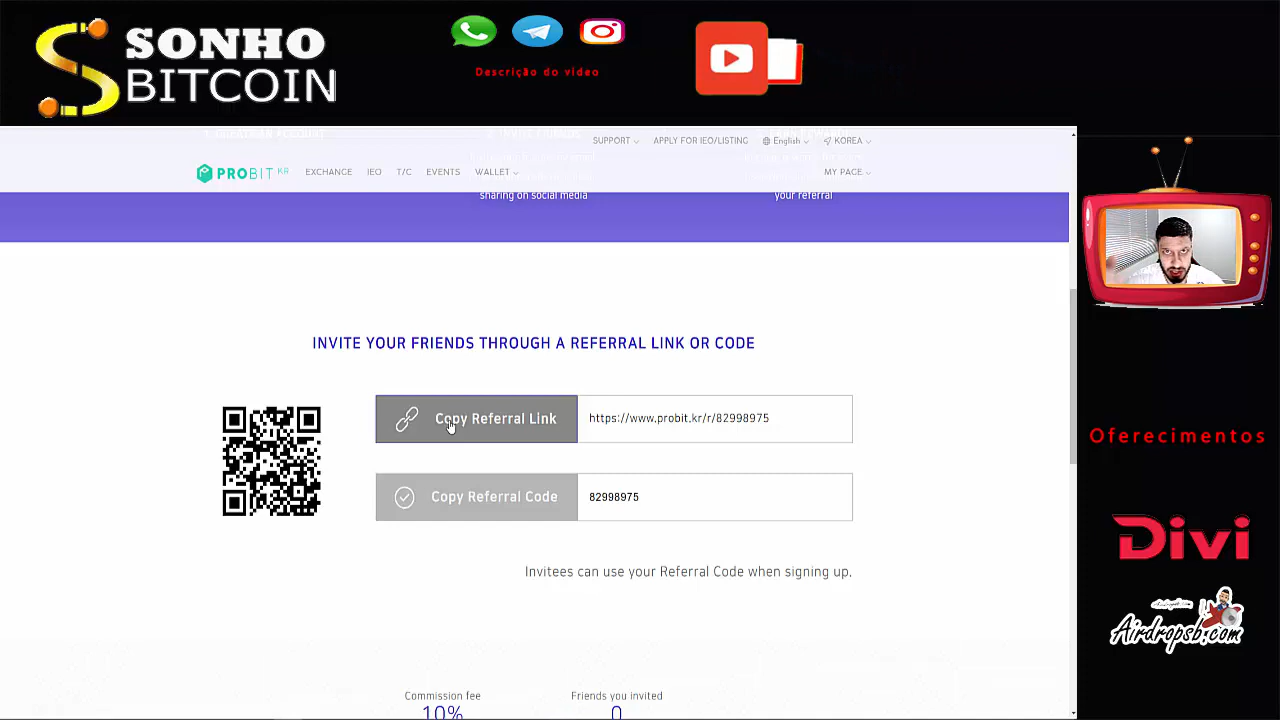 SONHO
BITCOIN
Descrição do vídeo
SUPPORT
APPLY FOR IEO/LISTING
English
KOREA
PROBIT KR
EXCHANGE
IEO
T/C
EVENTS
WALLET
MY PAGE
sharing on social media
your referral
INVITE YOUR FRIENDS THROUGH A REFERRAL LINK OR CODE
Copy Referral Link
https://www.probit.kr/r/82998975
Copy Referral Code
82998975
Invitees can use your Referral Code when signing up.
Commission fee
10%
Friends you invited
0
Oferecimentos
Divi
Airdropsb.com